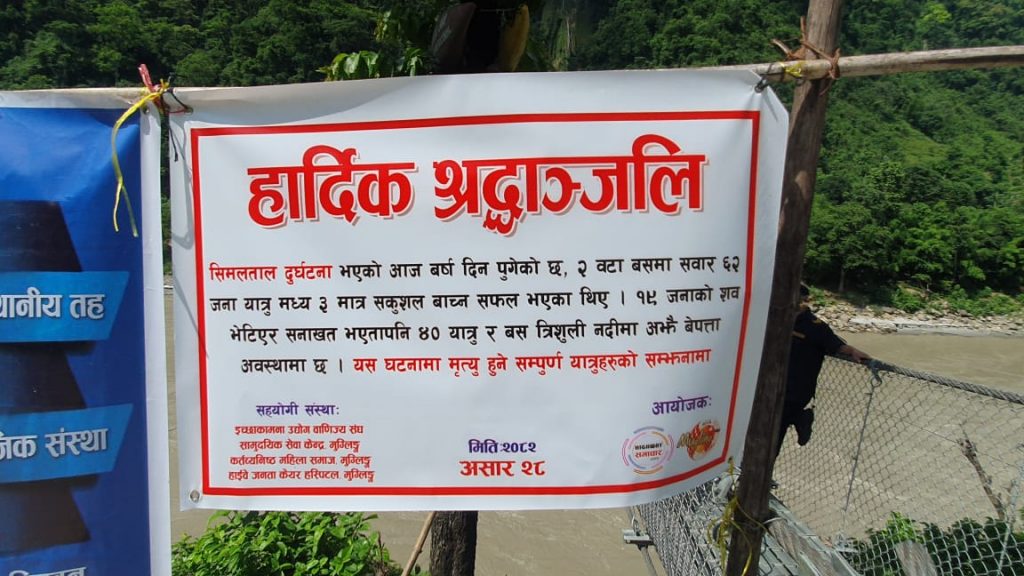 हार्दिक श्रद्धाञ्जलि
सिमलताल दुर्घटना भएको आज बर्ष दिन पुगेको छ, २ वटा बसमा सवार ६२
जना यात्रु मध्य ३ मात्र सकुशल बाच्न सफल भएका थिए । १९ जनाको शव
भेटिएर सनाखत भएतापनि ४० यात्रु र बस त्रिशुली नदीमा अझै बेपत्ता
अवस्थामा छ । यस घटनामा मृत्यु हुने सम्पुर्ण यात्रुहरुको सम्झनामा
सहयोगी संस्था:
इच्छाकामना उद्योग वाणिज्य संघ
सामुदयिक सेवा केन्द्र, मुग्लिङ्ग
कर्तव्यनिष्ठ महिला समाज, मुग्लिङ्ग
हाईवे जनता केयर हस्पिटल, मुग्लिङ्ग
मिति:२०८२
असार २८
आयोजक:
समाचार
थानीय तह
संस्था